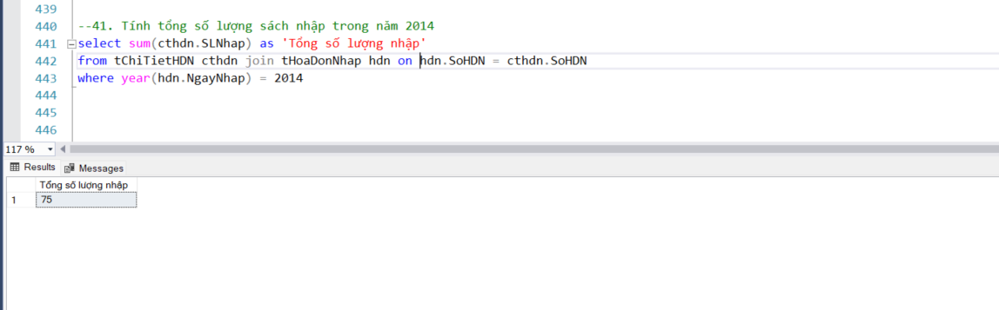 439
440 --41. Tính tổng số lượng sách nhập trong năm 2014
441 select sum(cthdn.SLNhap) as 'Tổng số lượng nhập'
442 from tChiTietHDN cthdn join tHoaDonNhap hdn on hdn.SoHDN = cthdn.SoHDN
443 where year(hdn.NgayNhap) = 2014
444
445
446
117 %
Results Messages
Tổng số lượng nhập
1 75